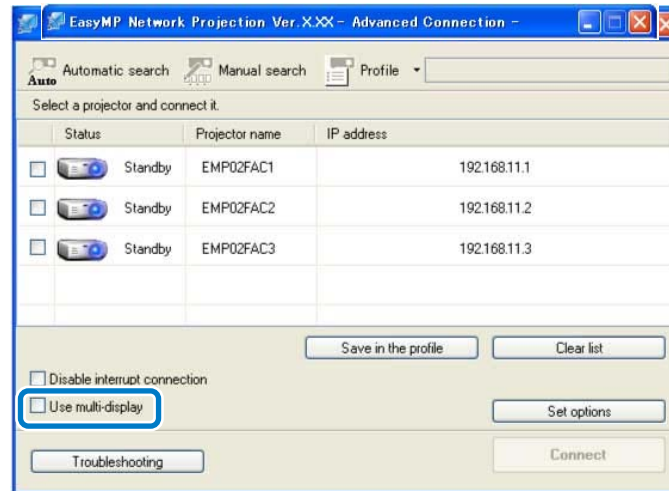 EasyMP Network Projection Ver.X.XX - Advanced Connection -
Auto Automatic search Manual search Profile
Select a projector and connect it.
Status Projector name IP address
Standby EMP02FAC1 192.168.11.1
Standby EMP02FAC2 192.168.11.2
Standby EMP02FAC3 192.168.11.3
Save in the profile Clear list
Disable interrupt connection
Use multi-display
Set options
Troubleshooting Connect